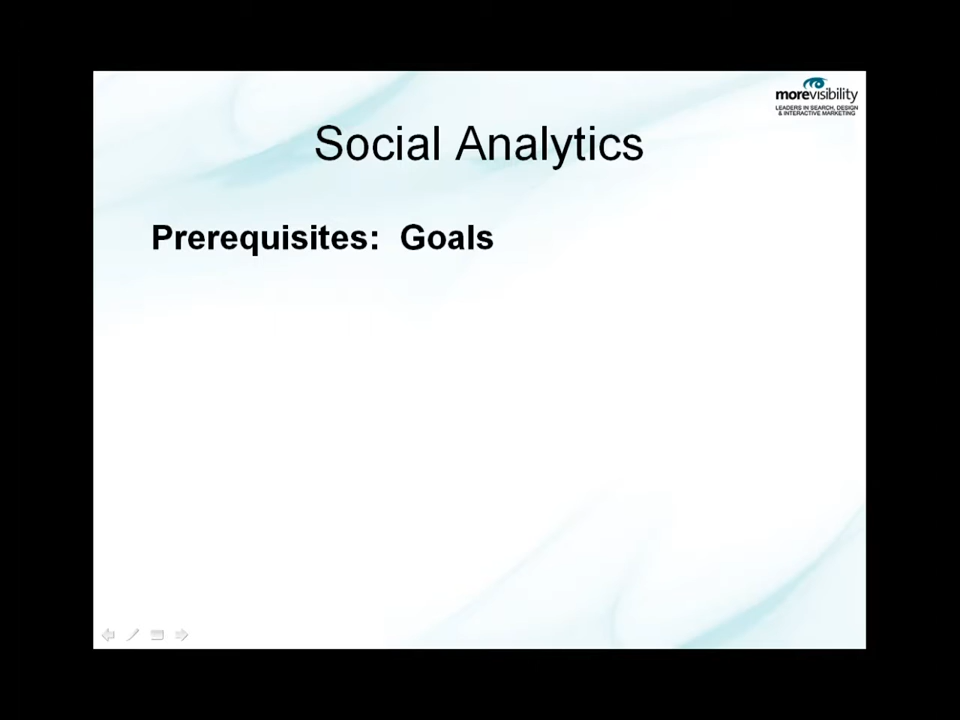 morevisibility
LEADERS IN SEARCH, DESIGN
& INTERACTIVE MARKETING
Social Analytics
Prerequisites: Goals